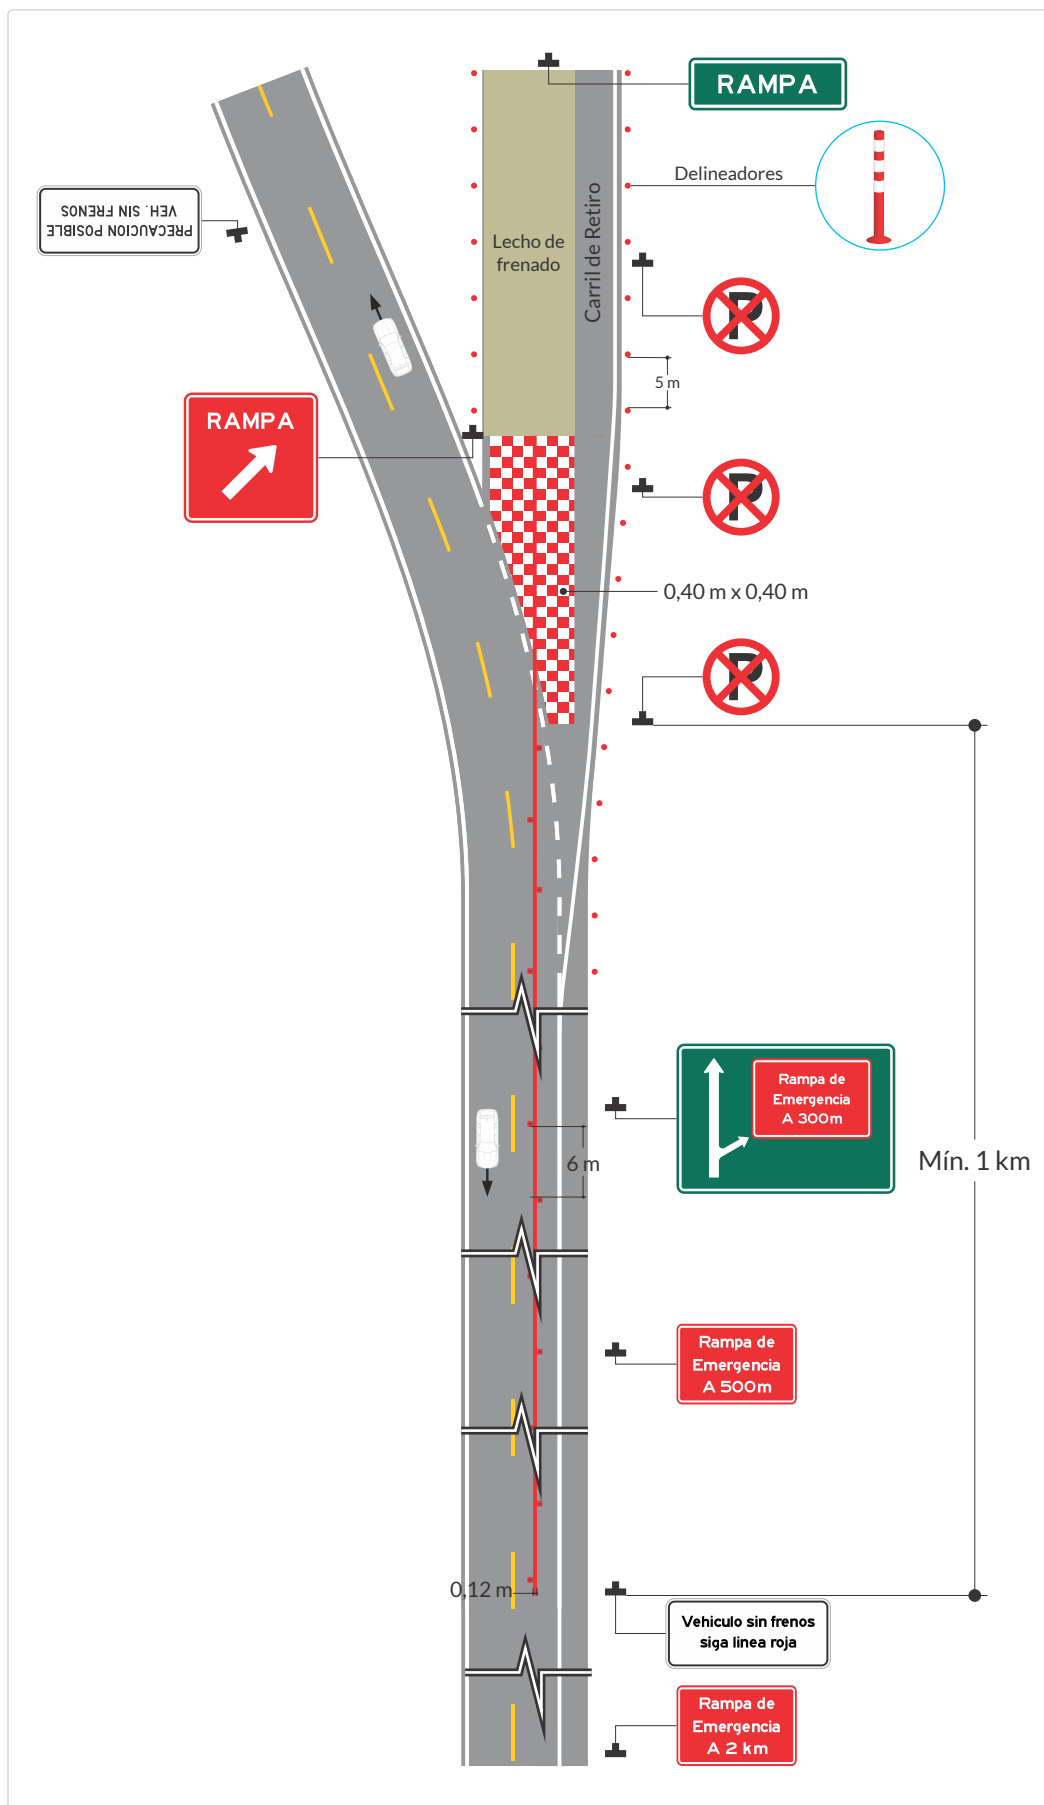 RAMPA
Delineadores
PRECAUCION POSIBLE
VEH. SIN FRENOS
Lecho de
frenado
Carril de Retiro
P
5 m
RAMPA
P
0,40 m x 0,40 m
P
Rampa de
Emergencia
A 300m
Mín. 1 km
6 m
Rampa de
Emergencia
A 500m
0,12 m
Vehiculo sin frenos
siga linea roja
Rampa de
Emergencia
A 2 km